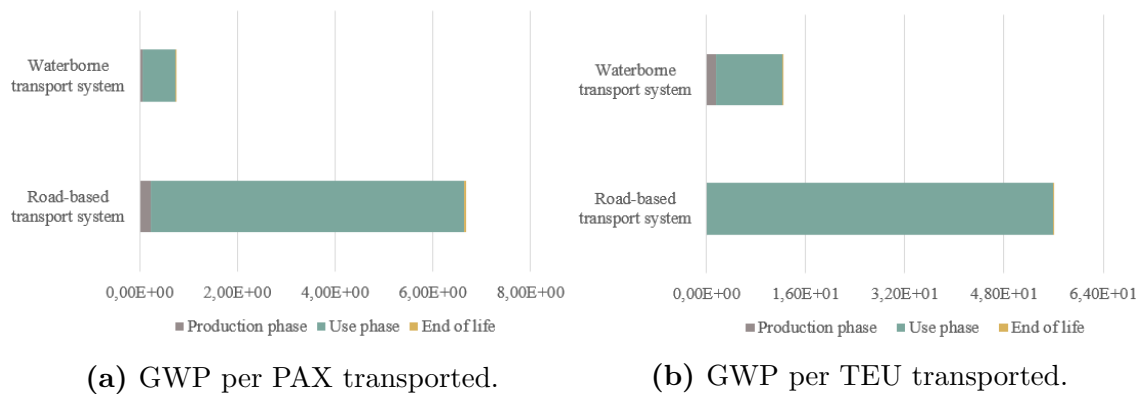 Waterborne
transport system
Road-based
transport system
0,00E+00 2,00E+00 4,00E+00 6,00E+00 8,00E+00
Production phase Use phase End of life
(a) GWP per PAX transported.
Waterborne
transport system
Road-based
transport system
0,00E+00 1,60E+01 3,20E+01 4,80E+01 6,40E+01
Production phase Use phase End of life
(b) GWP per TEU transported.